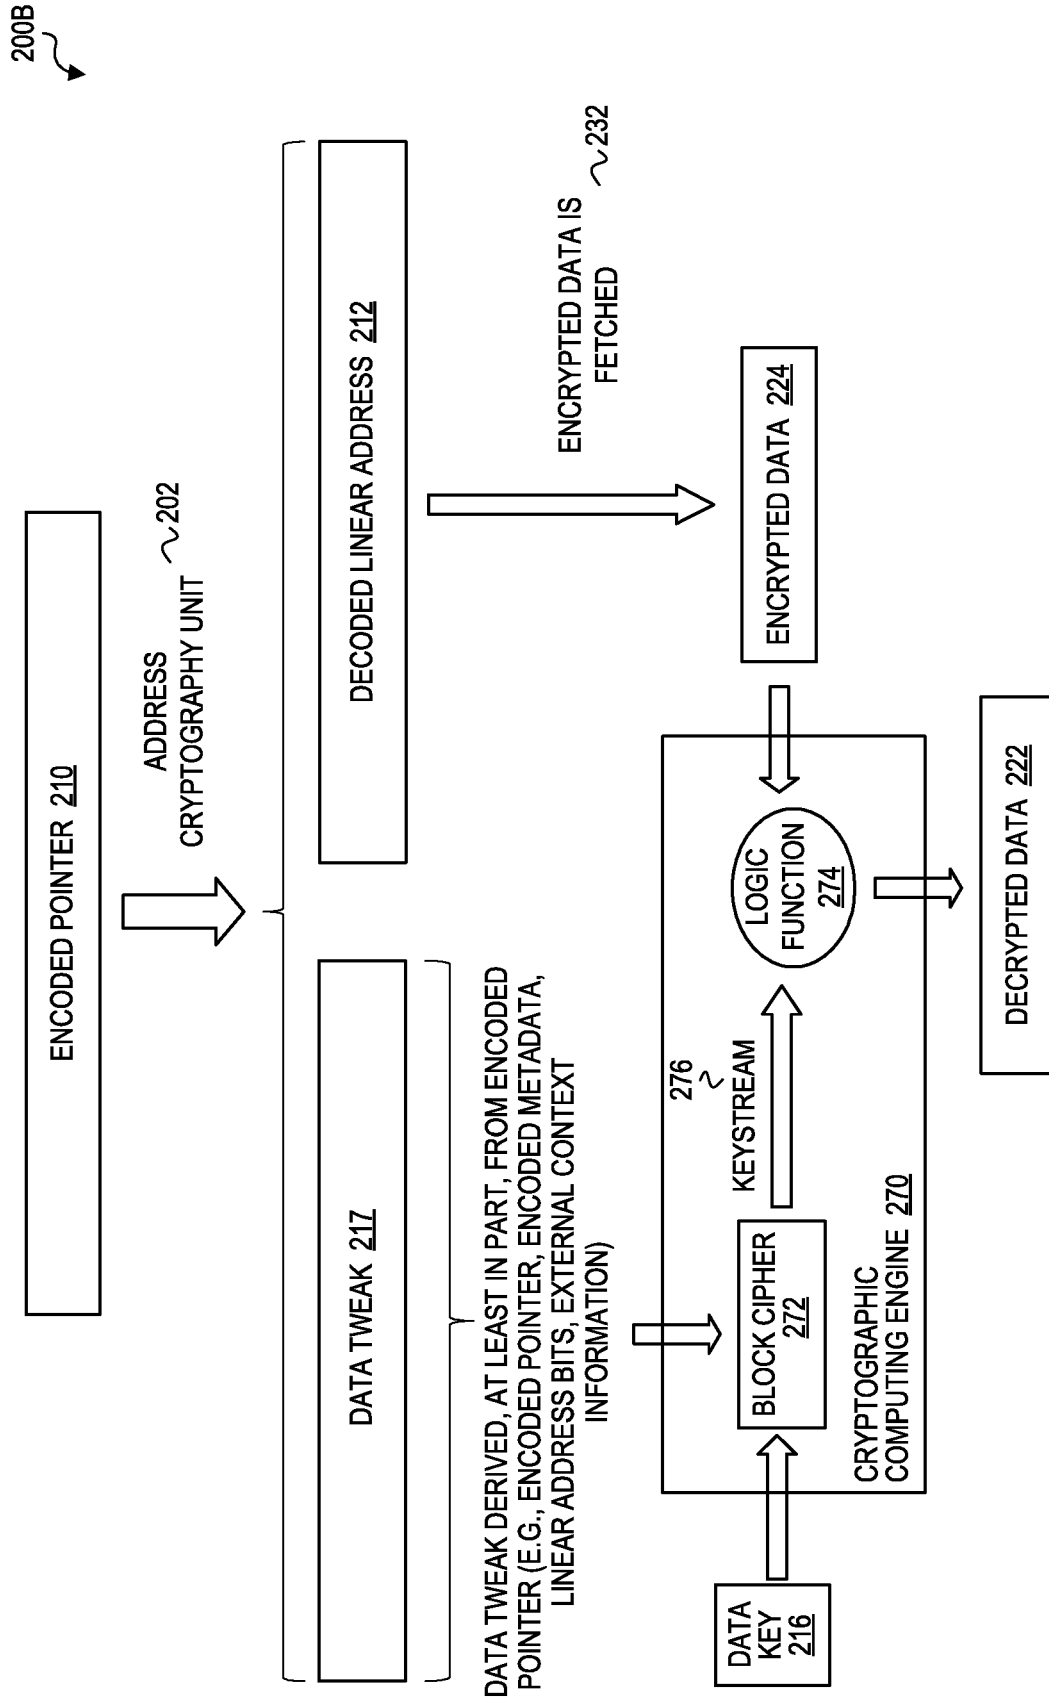 200B
ENCODED POINTER 210
ADDRESS
CRYPTOGRAPHY UNIT
202
DATA TWEAK 217
DECODED LINEAR ADDRESS 212
DATA TWEAK DERIVED, AT LEAST IN PART, FROM ENCODED
POINTER (E.G., ENCODED POINTER, ENCODED METADATA,
LINEAR ADDRESS BITS, EXTERNAL CONTEXT
INFORMATION)
ENCRYPTED DATA IS
FETCHED
232
DATA
KEY
216
BLOCK CIPHER
272
276
KEYSTREAM
LOGIC
FUNCTION
274
ENCRYPTED DATA 224
CRYPTOGRAPHIC
COMPUTING ENGINE 270
DECRYPTED DATA 222